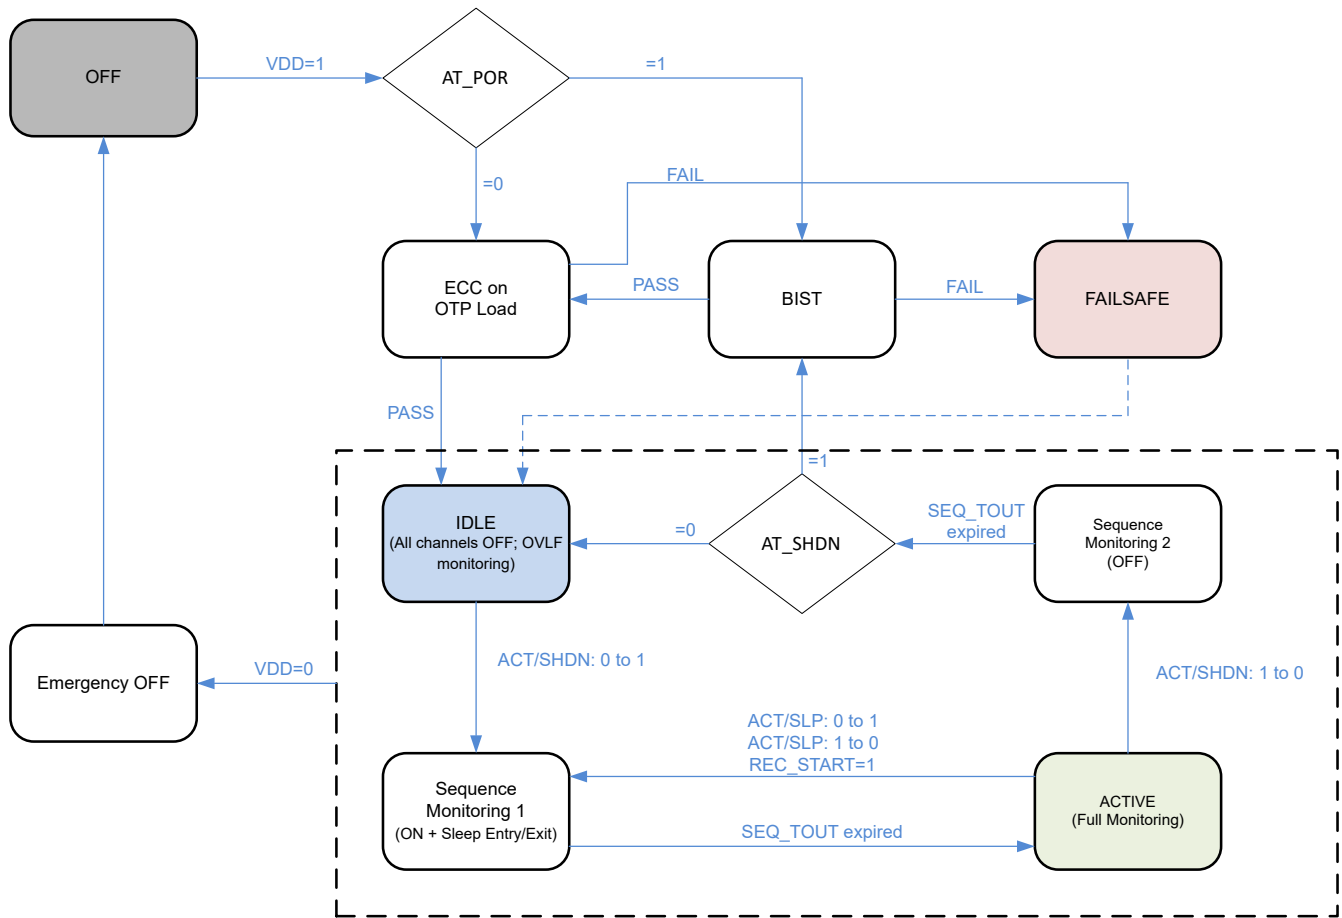 OFF
VDD=1
AT_POR
=1
=0
FAIL
ECC on
OTP Load
PASS
BIST
FAIL
FAILSAFE
PASS
=1
IDLE
(All channels OFF; OVLF
monitoring)
=0
AT_SHDN
SEQ_TOUT
expired
Sequence
Monitoring 2
(OFF)
Emergency OFF
VDD=0
ACT/SHDN: 0 to 1
ACT/SHDN: 1 to 0
ACT/SLP: 0 to 1
ACT/SLP: 1 to 0
REC_START=1
Sequence
Monitoring 1
(ON + Sleep Entry/Exit)
SEQ_TOUT expired
ACTIVE
(Full Monitoring)